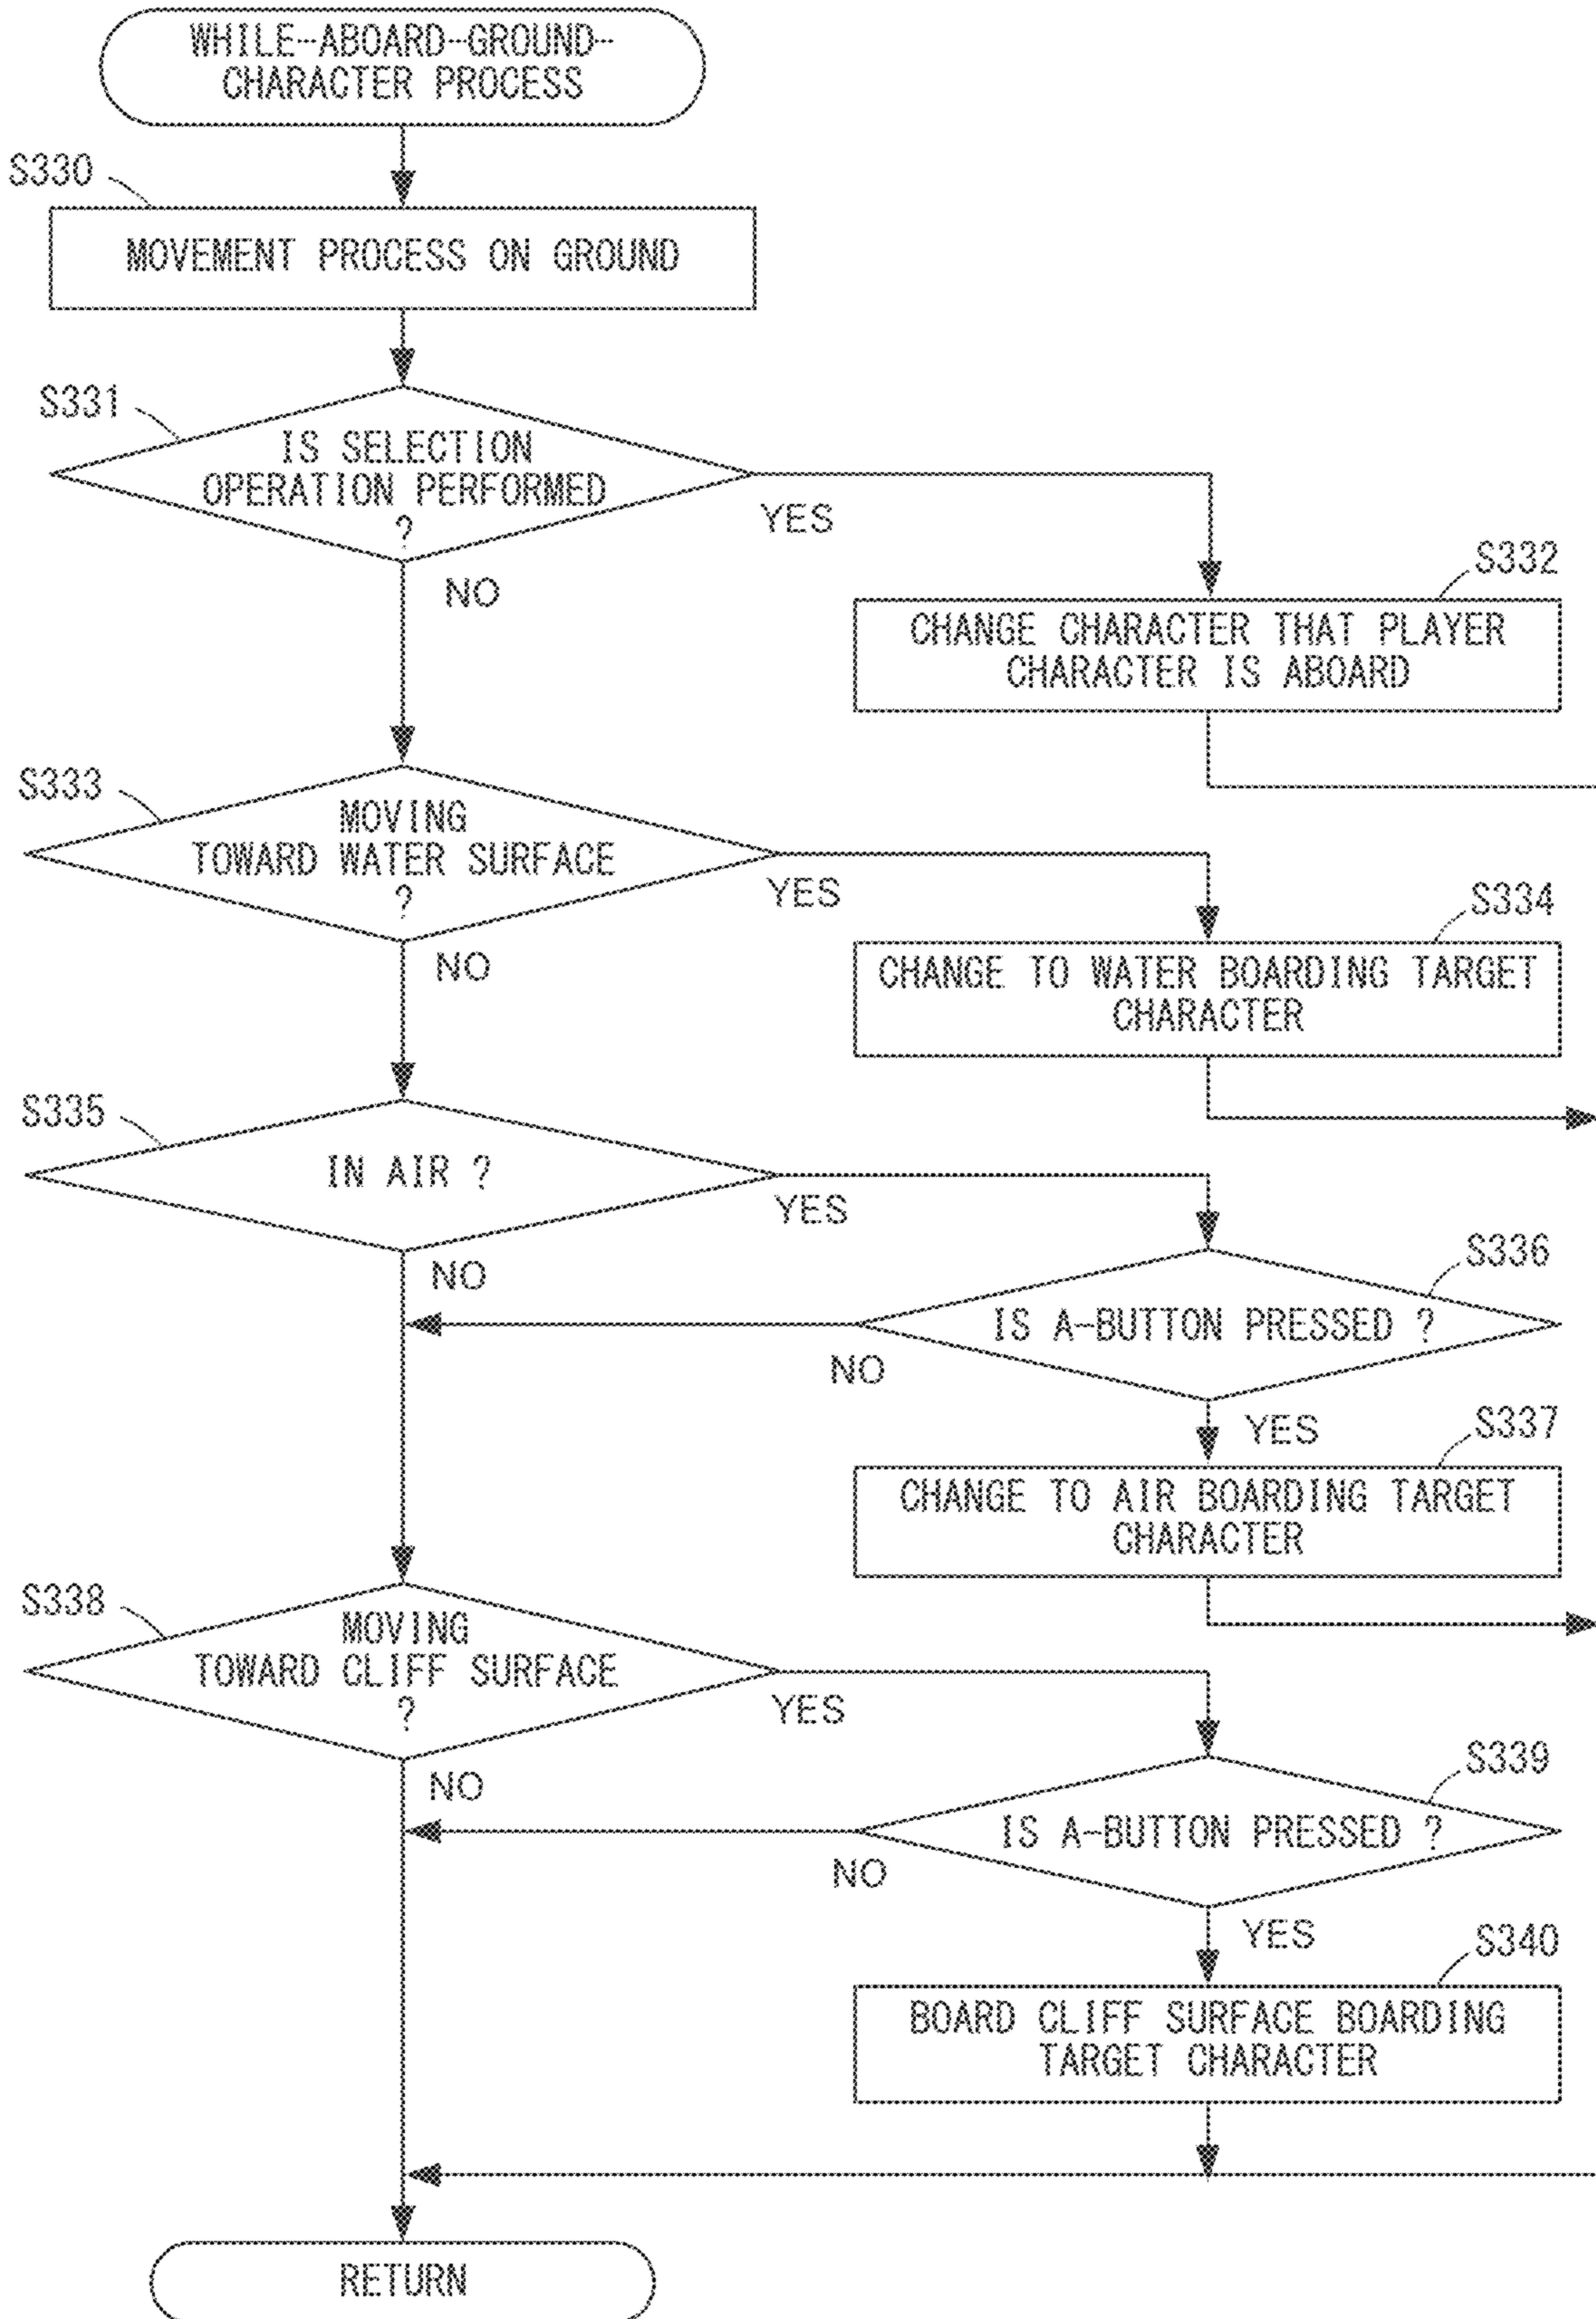 WHILE-ABOARD-GROUND-
CHARACTER PROCESS
S330
MOVEMENT PROCESS ON GROUND
S331
IS SELECTION
OPERATION PERFORMED
?
YES
NO
S332
CHANGE CHARACTER THAT PLAYER
CHARACTER IS ABOARD
S333
MOVING
TOWARD WATER SURFACE
?
YES
NO
S334
CHANGE TO WATER BOARDING TARGET
CHARACTER
S335
IN AIR ?
YES
NO
S336
IS A-BUTTON PRESSED ?
NO
YES
S337
CHANGE TO AIR BOARDING TARGET
CHARACTER
S338
MOVING
TOWARD CLIFF SURFACE
?
YES
NO
S339
IS A-BUTTON PRESSED ?
NO
YES
S340
BOARD CLIFF SURFACE BOARDING
TARGET CHARACTER
RETURN